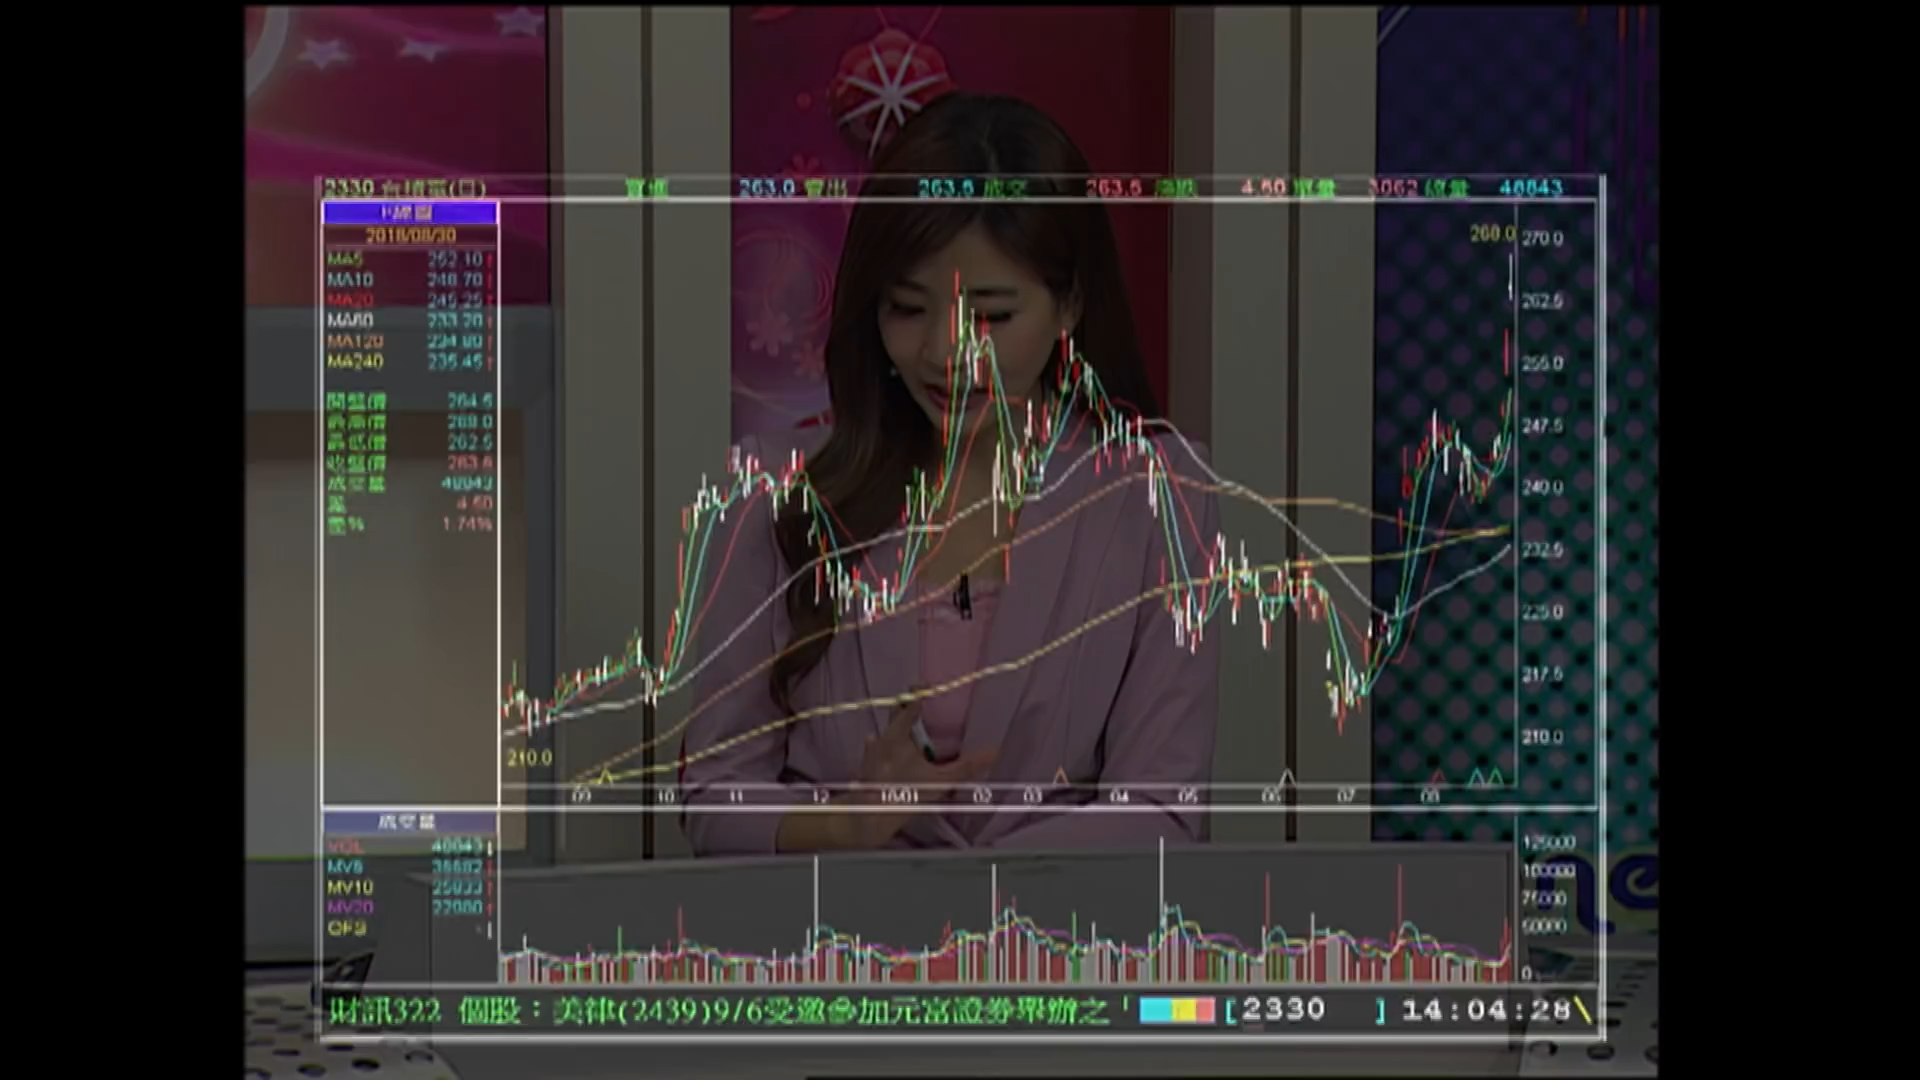 2330 台積電(日) 買進 263.0 賣出 263.5 成交 263.5 漲跌 4.50 單量 3062 總量 48843
K線圖
2018/08/30
MA5 252.10
MA10 248.70
MA20 245.25
MA60 233.20
MA120 234.80
MA240 235.45
開盤價 264.5
最高價 268.0
最低價 262.5
收盤價 263.5
成交量 48843
漲 4.50
幅% 1.74%
268.0
270.0
262.5
255.0
247.5
240.0
232.5
225.0
217.5
210.0
210.0
09 10 11 12 18/01 02 03 04 05 06 07 08
成交量
VOL 48843
MV5
MV10
MV20
OFS
125000
100000
75000
50000
0
財訊322 個股：美律(2439)9/6受邀參加元富證券舉辦之「 [2330 ] 14:04:28
ne